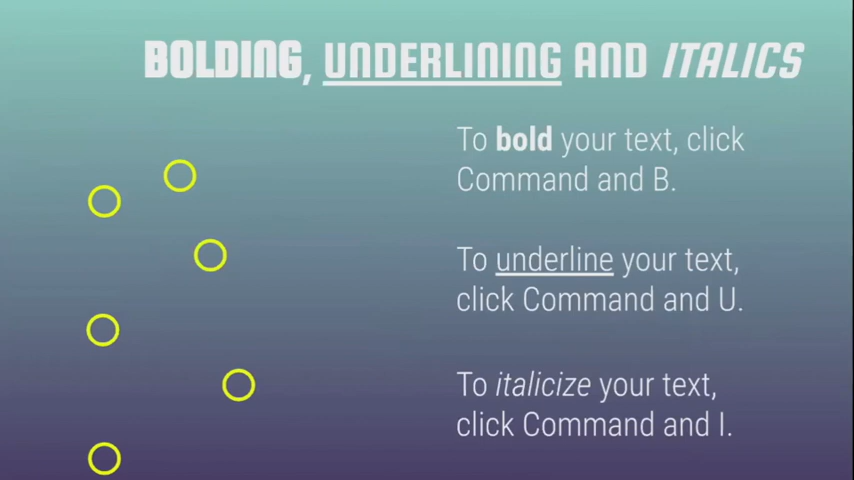 BOLDING, UNDERLINING AND ITALICS
To bold your text, click
Command and B.
To underline your text,
click Command and U.
To italicize your text,
click Command and I.